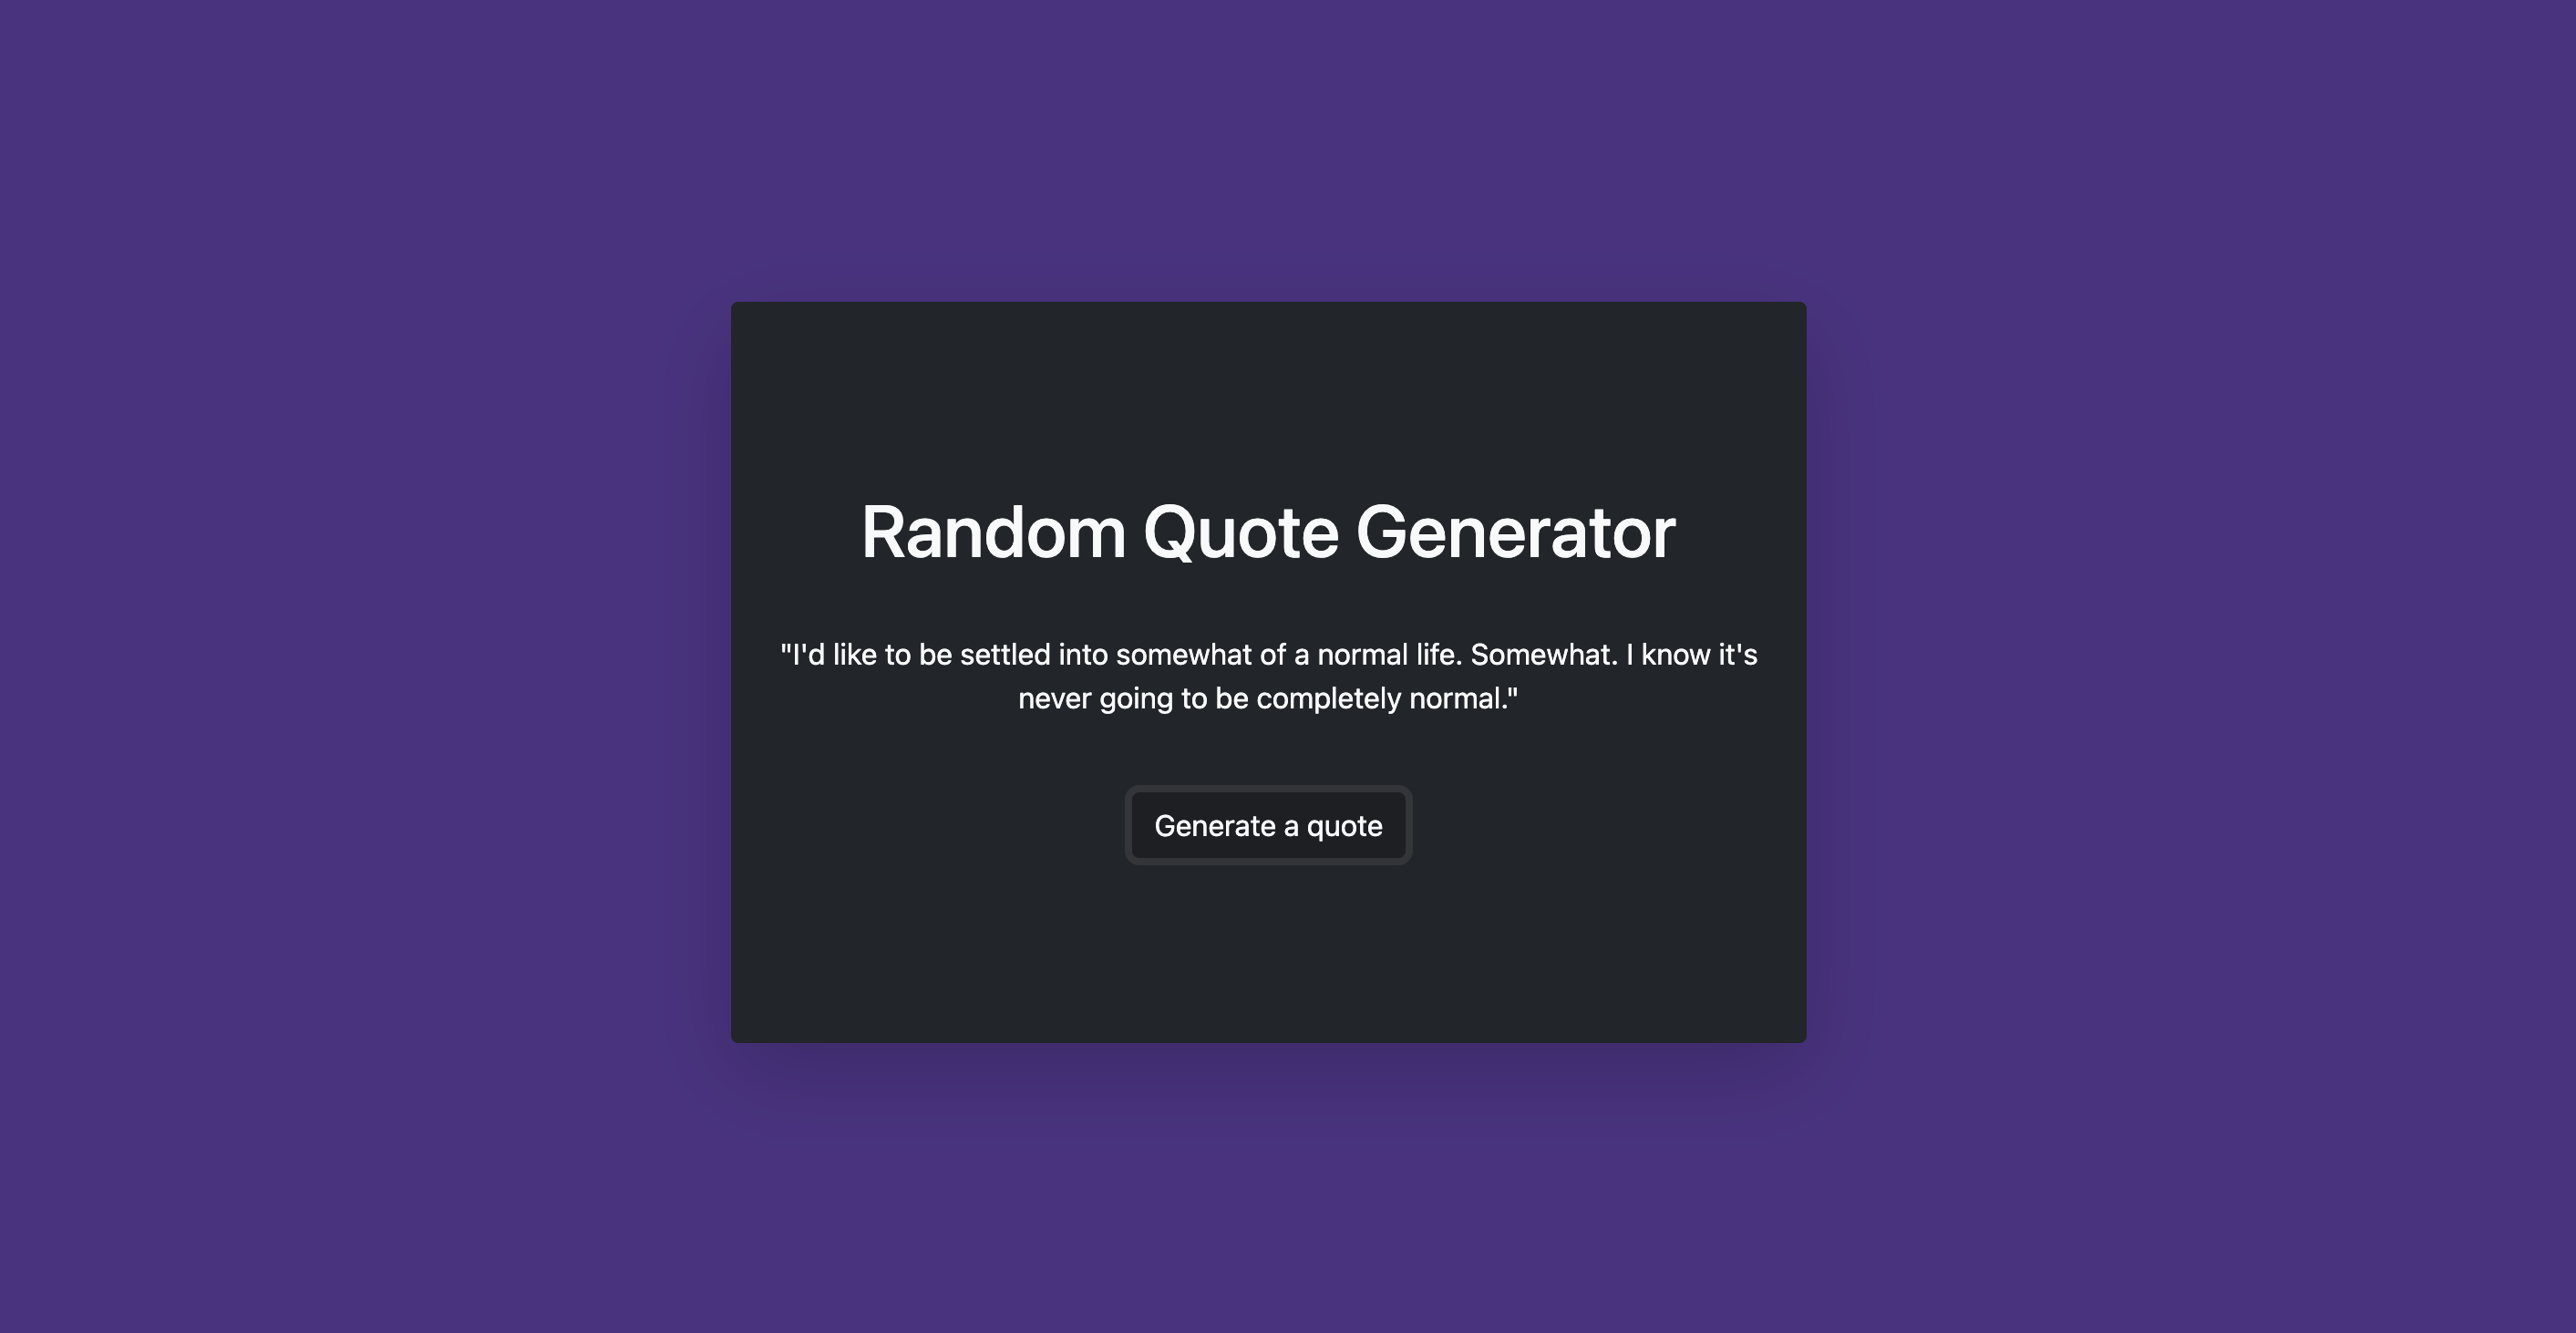 Random Quote Generator
"I'd like to be settled into somewhat of a normal life. Somewhat. I know it's
never going to be completely normal."
Generate a quote